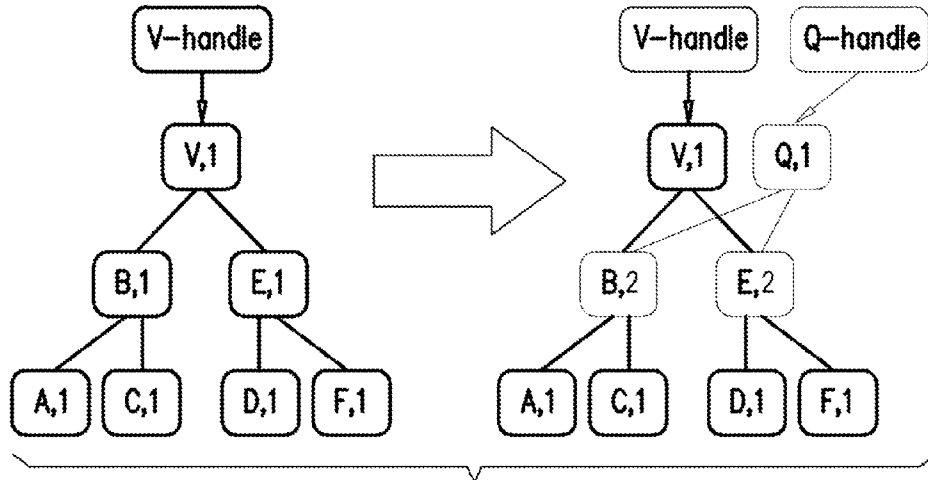 V-handle V-handle Q-handle
V,1 V,1 Q,1
B,1 E,1 B,2 E,2
A,1 C,1 D,1 F,1 A,1 C,1 D,1 F,1